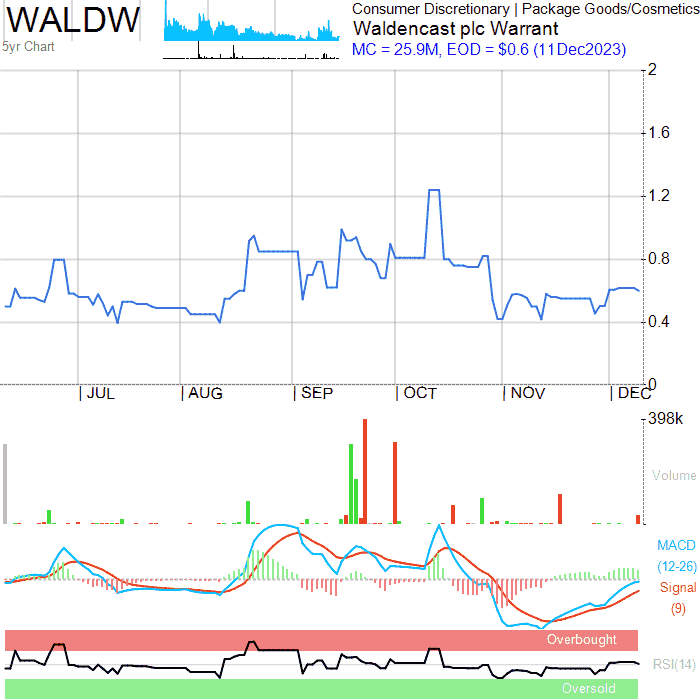 WALDW
5yr Chart
Consumer Discretionary | Package Goods/Cosmetics
Waldencast plc Warrant
MC = 25.9M, EOD = $0.6 (11Dec2023)
2
1.6
1.2
0.8
0.4
0
| JUL | AUG | SEP | OCT | NOV | DEC
398k
Volume
MACD
(12-26)
Signal
(9)
Overbought
RSI(14)
Oversold